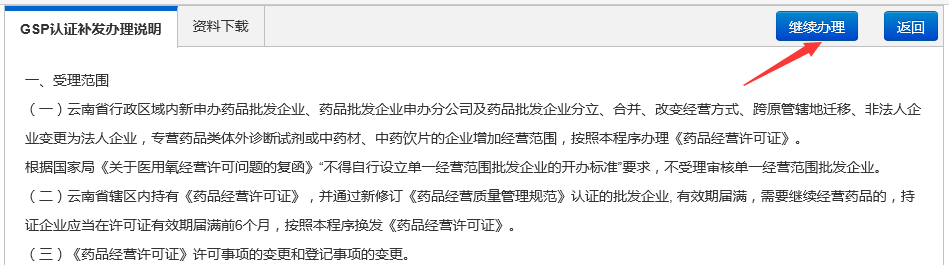 GSP认证补发办理说明 资料下载 继续办理 返回
一、受理范围
（一）云南省行政区域内新申办药品批发企业、药品批发企业申办分公司及药品批发企业分立、合并、改变经营方式、跨原管辖地迁移、非法人企
业变更为法人企业，专营药品类体外诊断试剂或中药材、中药饮片的企业增加经营范围，按照本程序办理《药品经营许可证》。
根据国家局《关于医用氧经营许可问题的复函》“不得自行设立单一经营范围批发企业的开办标准”要求，不受理审核单一经营范围批发企业。
（二）云南省辖区内持有《药品经营许可证》，并通过新修订《药品经营质量管理规范》认证的批发企业, 有效期届满，需要继续经营药品的，持
证企业应当在许可证有效期届满前6个月，按照本程序换发《药品经营许可证》。
（三）《药品经营许可证》许可事项的变更和登记事项的变更。